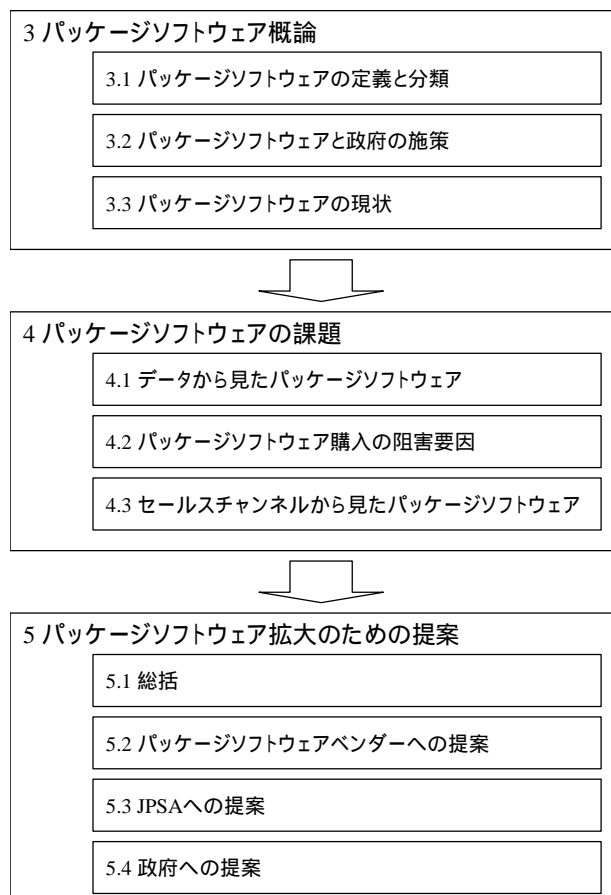 3 パッケージソフトウェア概論
3.1 パッケージソフトウェアの定義と分類
3.2 パッケージソフトウェアと政府の施策
3.3 パッケージソフトウェアの現状
4 パッケージソフトウェアの課題
4.1 データから見たパッケージソフトウェア
4.2 パッケージソフトウェア購入の阻害要因
4.3 セールスチャンネルから見たパッケージソフトウェア
5 パッケージソフトウェア拡大のための提案
5.1 総括
5.2 パッケージソフトウェアベンダーへの提案
5.3 JPSAへの提案
5.4 政府への提案